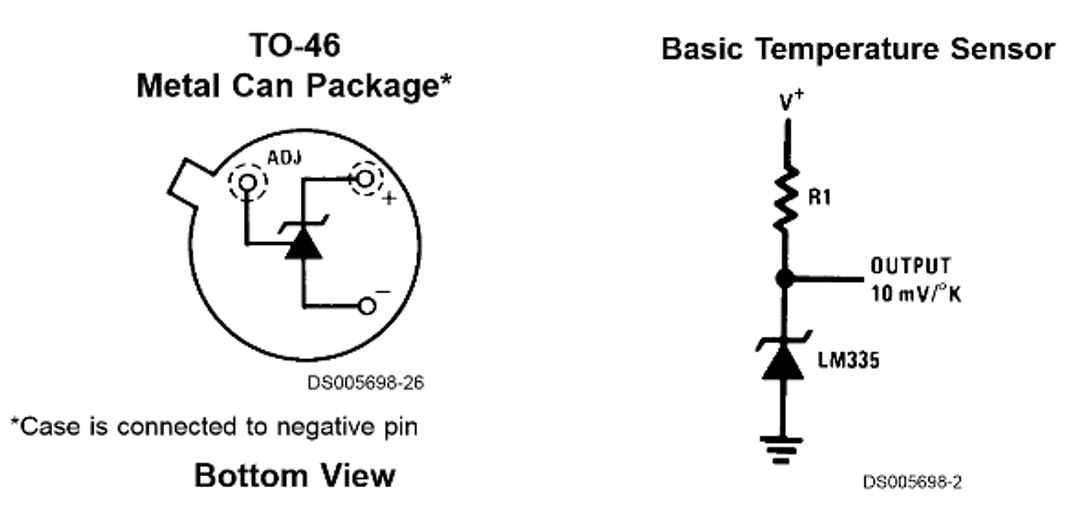 TO-46
Metal Can Package*
ADJ
+
−
DS005698-26
*Case is connected to negative pin
Bottom View
Basic Temperature Sensor
V+
R1
OUTPUT
10 mV/°K
LM335
DS005698-2